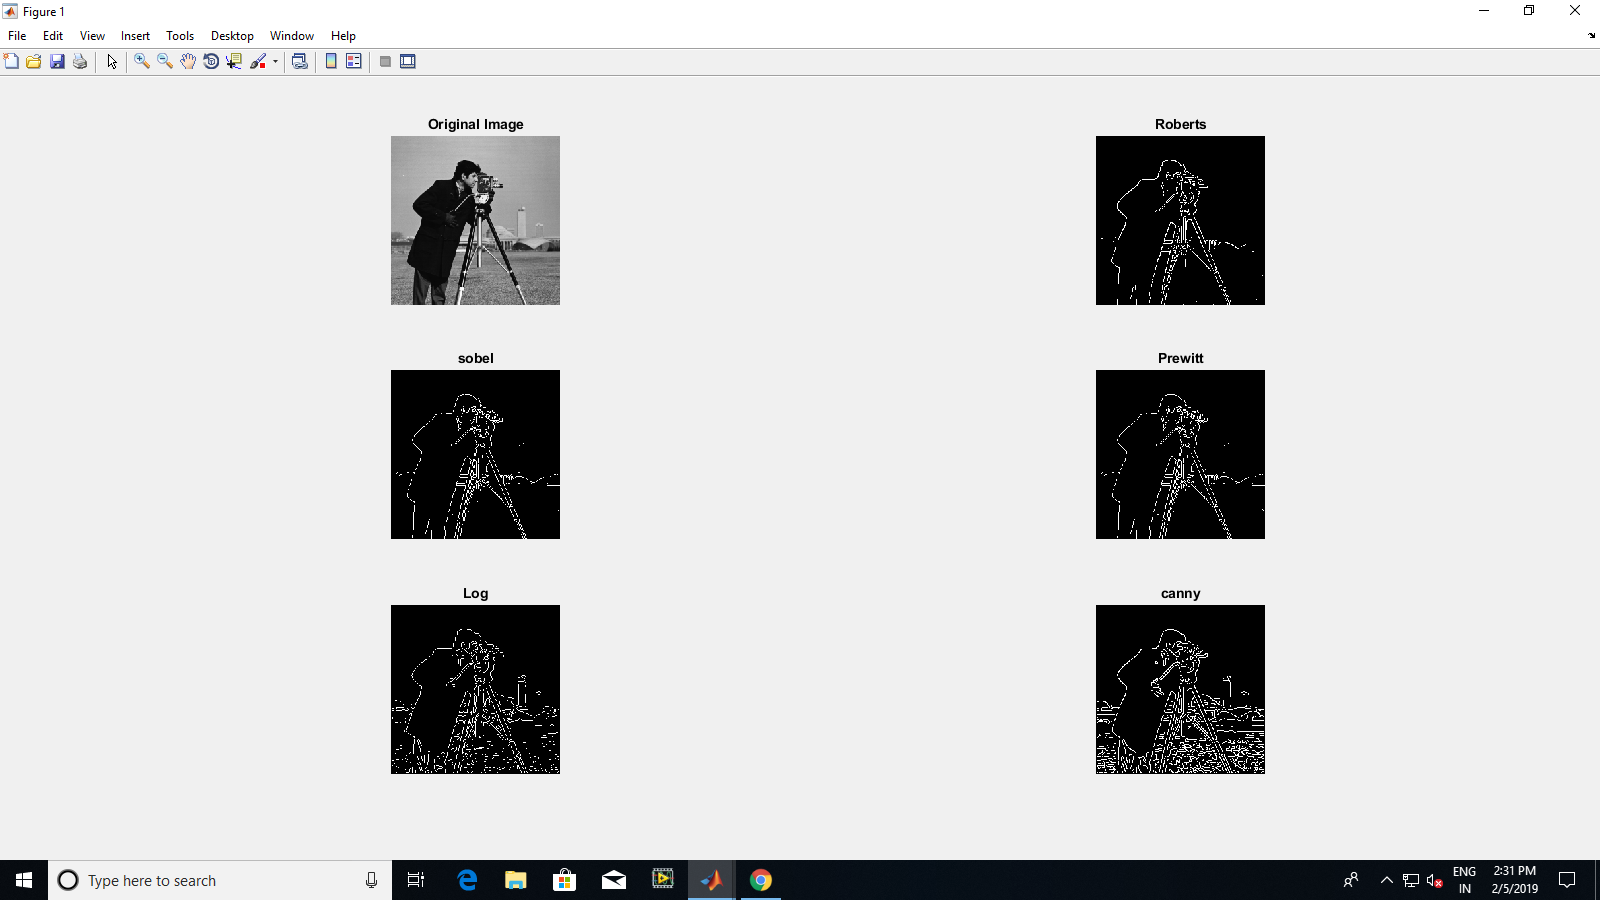 Figure 1
File Edit View Insert Tools Desktop Window Help
Original Image
Roberts
sobel
Prewitt
Log
canny
Type here to search
ENG
IN
2:31 PM
2/5/2019